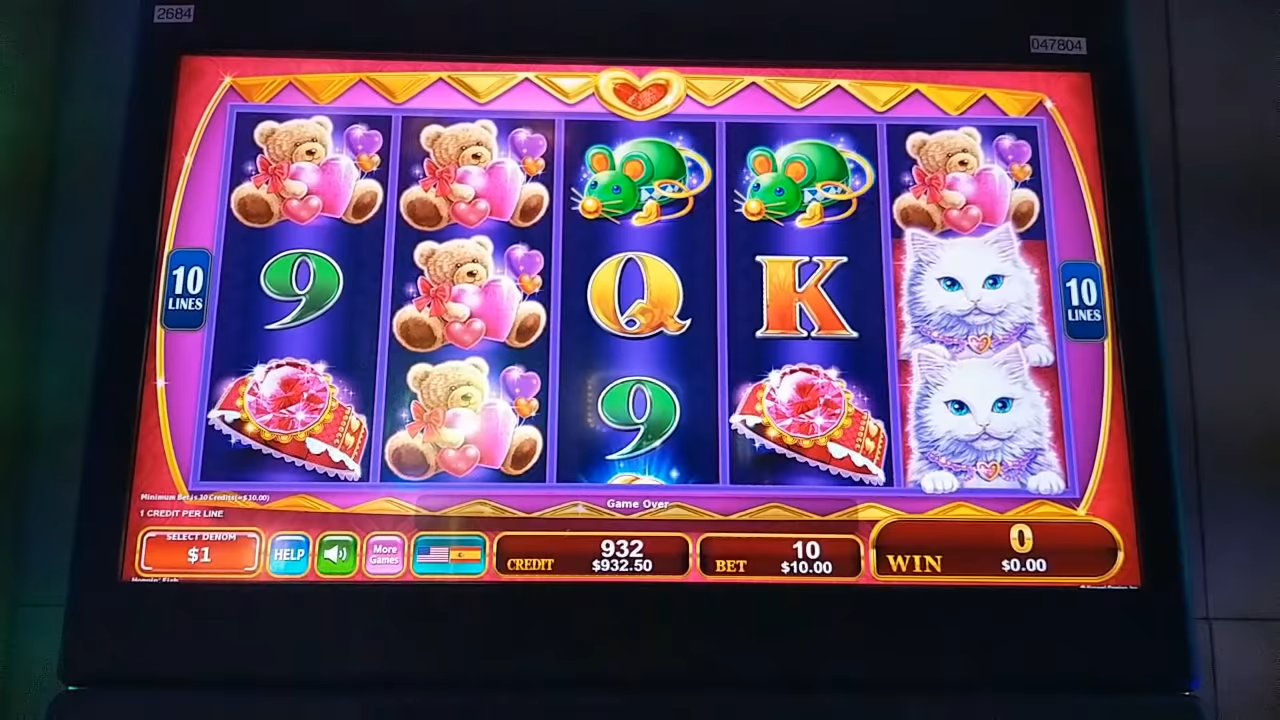 2684
047804
10
LINES
10
LINES
9
Q
K
9
Game Over
1 CREDIT PER LINE
SELECT DENOM
$1
HELP
More
Games
CREDIT
932
$932.50
BET
10
$10.00
WIN
0
$0.00